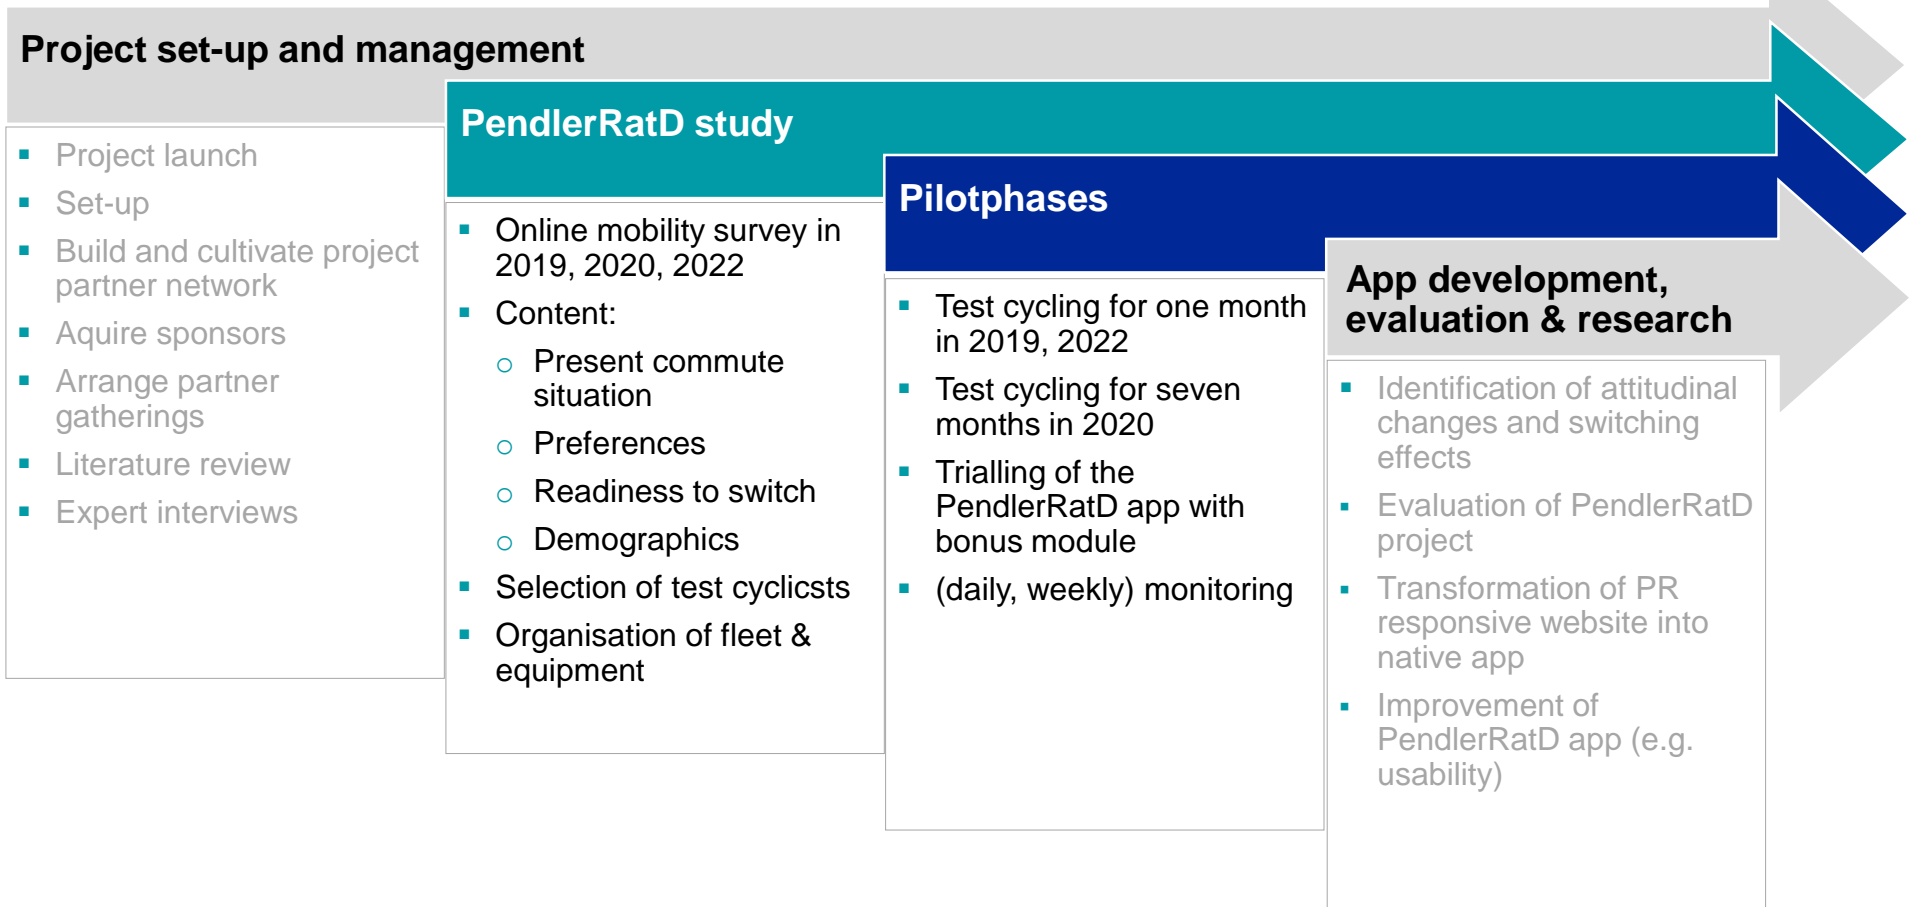 Project set-up and management
Project launch
Set-up
Build and cultivate project
partner network
Aquire sponsors
Arrange partner
gatherings
Literature review
Expert interviews
PendlerRatD study
Online mobility survey in
2019, 2020, 2022
Content:
Present commute
situation
Preferences
Readiness to switch
Demographics
Selection of test cyclicsts
Organisation of fleet &
equipment
Pilotphases
Test cycling for one month
in 2019, 2022
Test cycling for seven
months in 2020
Trialling of the
PendlerRatD app with
bonus module
(daily, weekly) monitoring
App development,
evaluation & research
Identification of attitudinal
changes and switching
effects
Evaluation of PendlerRatD
project
Transformation of PR
responsive website into
native app
Improvement of
PendlerRatD app (e.g.
usability)